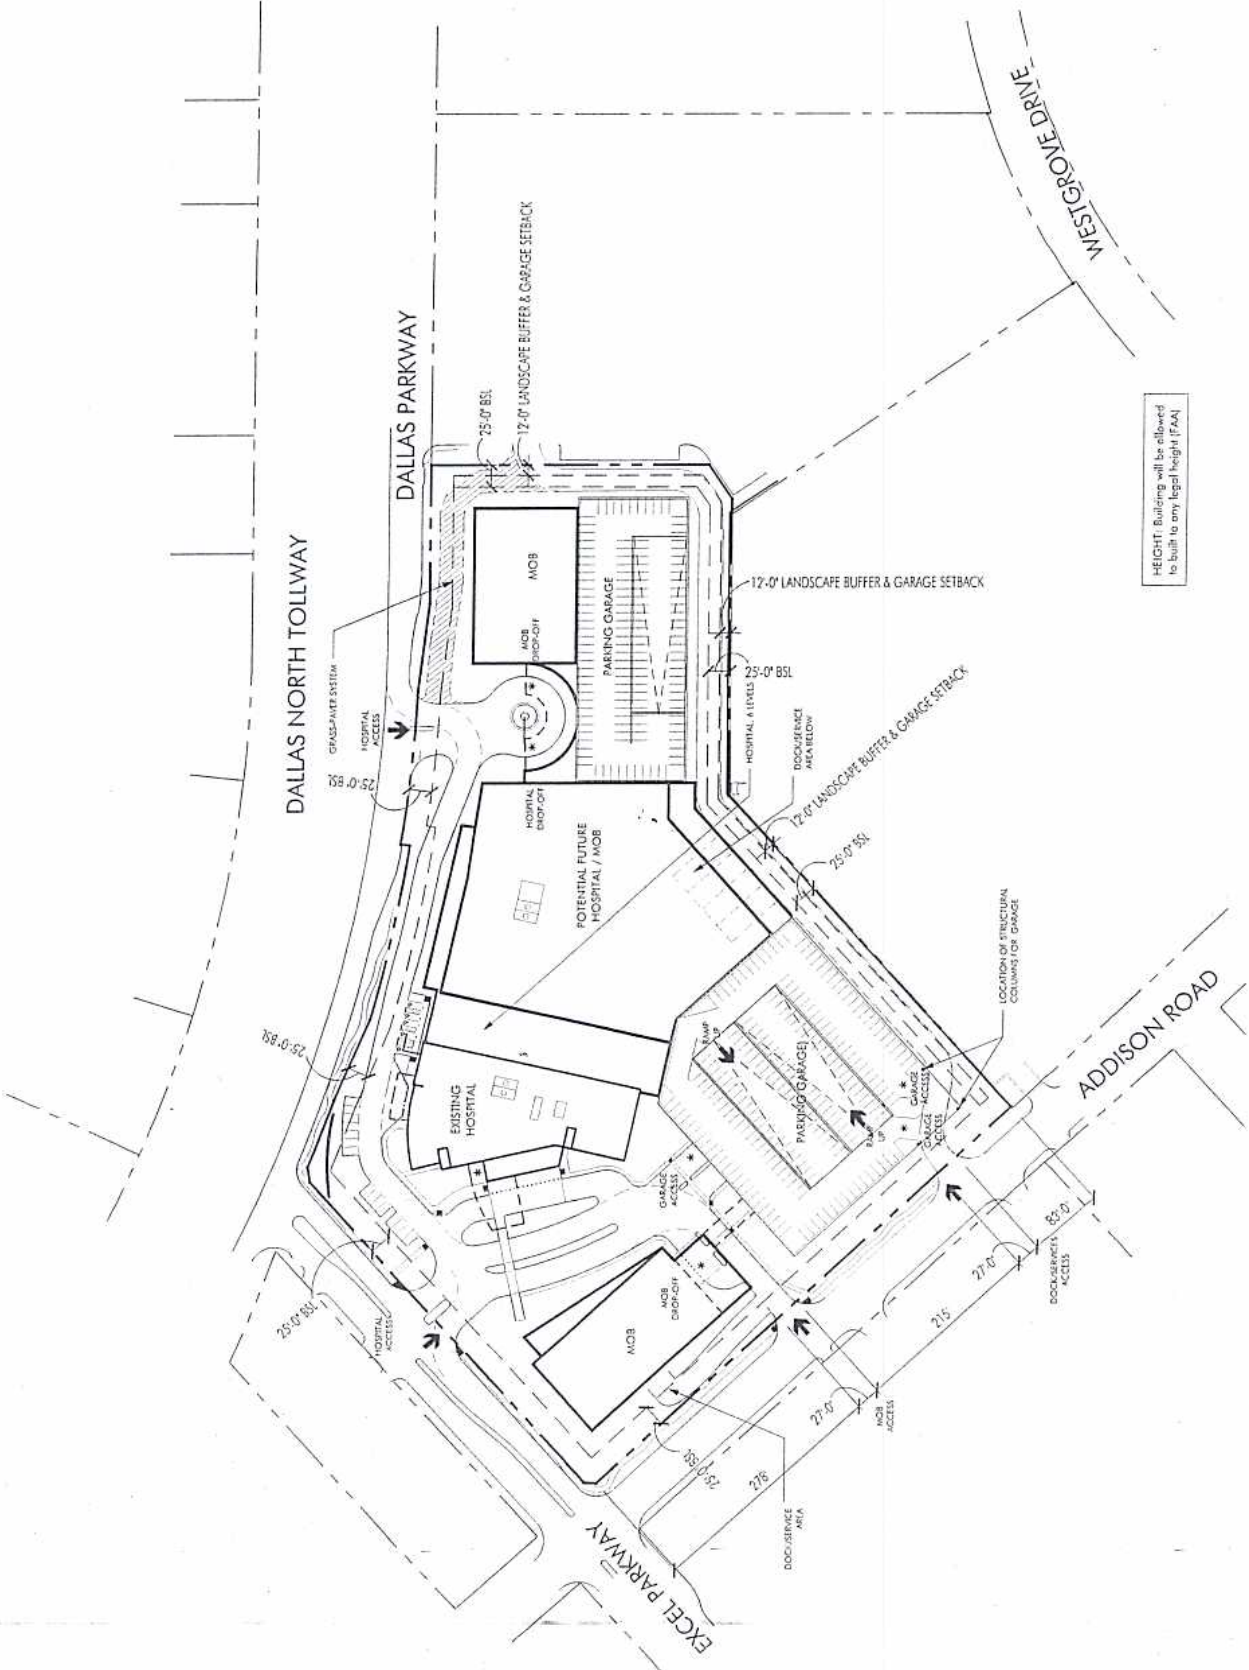 DALLAS NORTH TOLLWAY
DALLAS PARKWAY
WESTGROVE DRIVE
25'-0" BSL
12'-0" LANDSCAPE BUFFER & GARAGE SETBACK
HEIGHT: Building will be allowed
to built to any legal height (FAA)
GRASS-PAVER SYSTEM
HOSPITAL
ACCESS
25'-0" BSL
MOB
MOB
DROP-OFF
PARKING GARAGE
12'-0" LANDSCAPE BUFFER & GARAGE SETBACK
25'-0" BSL
HOSPITAL, 6 LEVELS
DOCK/SERVICE
AREA BELOW
12'-0" LANDSCAPE BUFFER & GARAGE SETBACK
25'-0" BSL
HOSPITAL
DROP-OFF
POTENTIAL FUTURE
HOSPITAL / MOB
LOCATION OF STRUCTURAL
COLUMNS FOR GARAGE
ADDISON ROAD
25'-0" BSL
EXISTING
HOSPITAL
RAMP
UP
PARKING GARAGE)
RAMP
UP
GARAGE
ACCESS
GARAGE
ACCESS
GARAGE
ACCESS
83'-0"
27'-0"
DOCK/SERVICES
ACCESS
215'
25'-0" BSL
HOSPITAL
ACCESS
MOB
DROP-OFF
MOB
27'-0"
MOB
ACCESS
25'-0" BSL
278'
DOCK/SERVICE
AREA
EXCEL PARKWAY